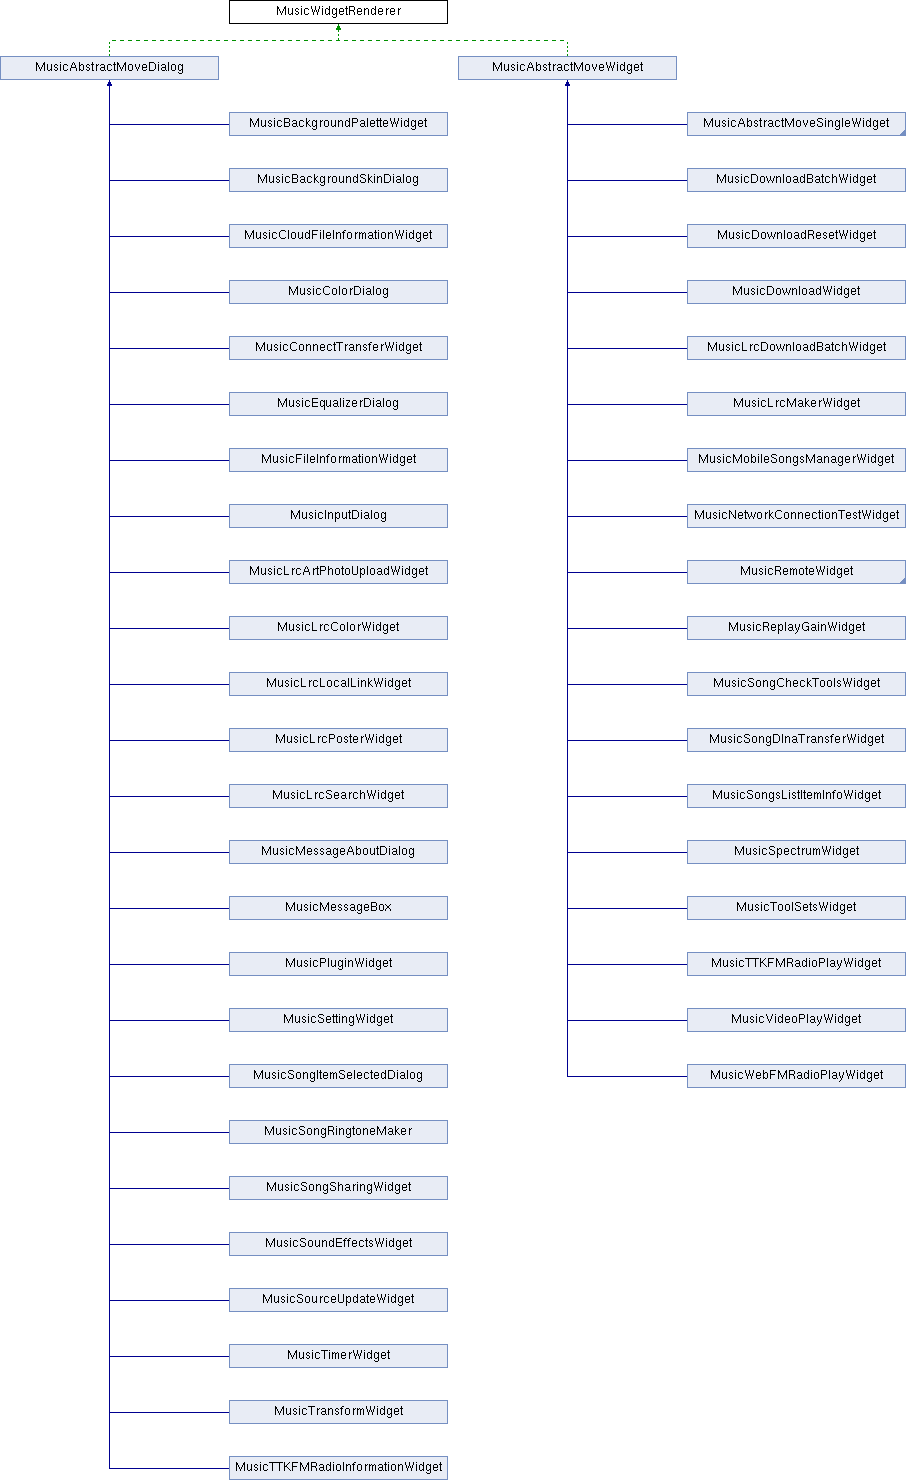 MusicWidgetRenderer
MusicAbstractMoveDialog
MusicBackgroundPaletteWidget
MusicBackgroundSkinDialog
MusicCloudFileInformationWidget
MusicColorDialog
MusicConnectTransferWidget
MusicEqualizerDialog
MusicFileInformationWidget
MusicInputDialog
MusicLrcArtPhotoUploadWidget
MusicLrcColorWidget
MusicLrcLocalLinkWidget
MusicLrcPosterWidget
MusicLrcSearchWidget
MusicMessageAboutDialog
MusicMessageBox
MusicPluginWidget
MusicSettingWidget
MusicSongItemSelectedDialog
MusicSongRingtoneMaker
MusicSongSharingWidget
MusicSoundEffectsWidget
MusicSourceUpdateWidget
MusicTimerWidget
MusicTransformWidget
MusicTTKFMRadioInformationWidget
MusicAbstractMoveWidget
MusicAbstractMoveSingleWidget
MusicDownloadBatchWidget
MusicDownloadResetWidget
MusicDownloadWidget
MusicLrcDownloadBatchWidget
MusicLrcMakerWidget
MusicMobileSongsManagerWidget
MusicNetworkConnectionTestWidget
MusicRemoteWidget
MusicReplayGainWidget
MusicSongCheckToolsWidget
MusicSongDlnaTransferWidget
MusicSongsListItemInfoWidget
MusicSpectrumWidget
MusicToolSetsWidget
MusicTTKFMRadioPlayWidget
MusicVideoPlayWidget
MusicWebFMRadioPlayWidget